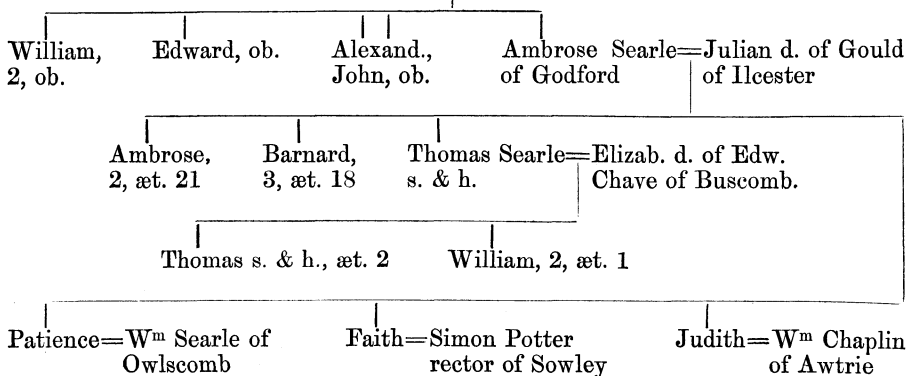 William, Edward, ob. Alexand., Ambrose Searle=Julian d. of Gould
2, ob. John, ob. of Godford of Ilcester
Ambrose, Barnard, Thomas Searle=Elizab. d. of Edw.
2, æt. 21 3, æt. 18 s. & h. Chave of Buscomb.
Thomas s. & h., æt. 2 William, 2, æt. 1
Patience=Wᵐ Searle of Faith=Simon Potter Judith=Wᵐ Chaplin
Owlscomb rector of Sowley of Awtrie